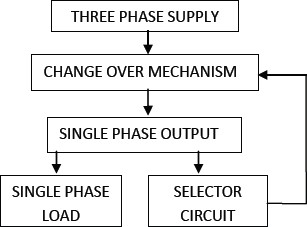 THREE PHASE SUPPLY
CHANGE OVER MECHANISM
SINGLE PHASE OUTPUT
SINGLE PHASE
LOAD
SELECTOR
CIRCUIT